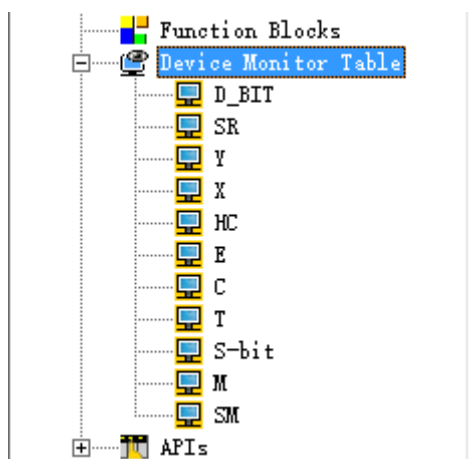 Function Blocks
Device Monitor Table
D_BIT
SR
Y
X
HC
E
C
T
S-bit
M
SM
APIs